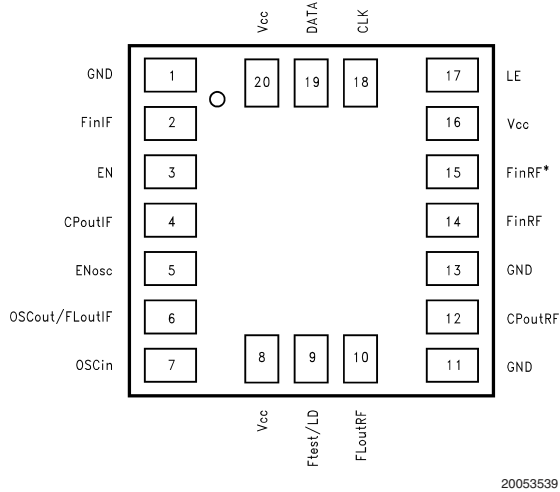 Vcc
DATA
CLK
GND 1 20 19 18 17 LE
FinIF 2 16 Vcc
EN 3 15 FinRF*
CPoutIF 4 14 FinRF
ENosc 5 13 GND
OSCout/FLoutIF 6 12 CPoutRF
OSCin 7 8 9 10 11 GND
Vcc
Ftest/LD
FLoutRF
20053539